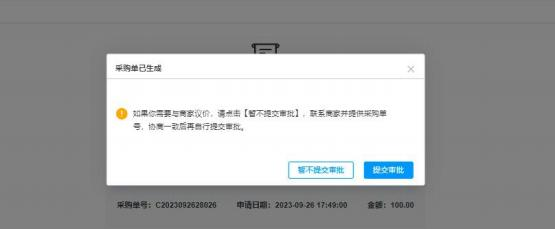 采购单已生成
如果你需要与商家议价，请点击【暂不提交审批】，联系商家并提供采购单
号，协商一致后再自行提交审批。
暂不提交审批 提交审批
采购单号：C2023092628026 申请日期：2023-09-26 17:49:00 金额：100.00